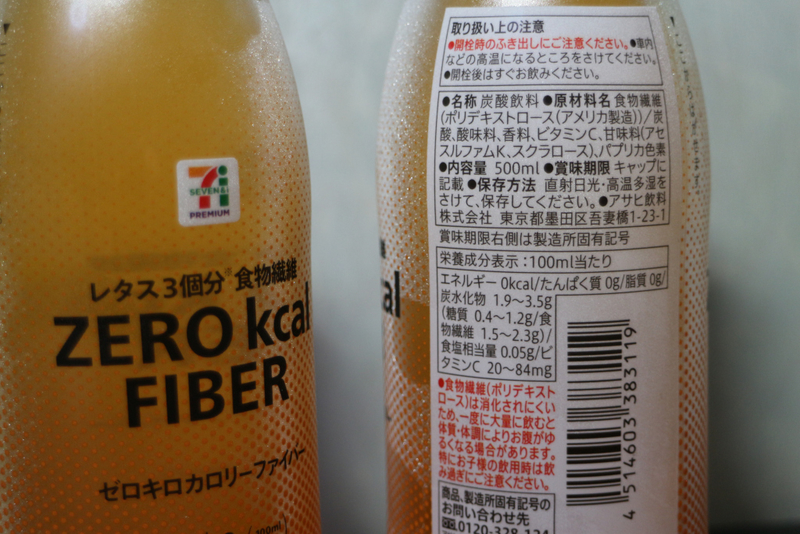 SEVEN&i
PREMIUM
レタス3個分※食物繊維
ZERO kcal
FIBER
ゼロキロカロリーファイバー
取り扱い上の注意
●開栓時のふき出しにご注意ください。●車内
などの高温になるところをさけてください。
●開栓後はすぐお飲みください。
●名称 炭酸飲料 ●原材料名 食物繊維
(ポリデキストロース(アメリカ製造))/炭
酸、酸味料、香料、ビタミンC、甘味料(アセ
スルファムK、スクラロース)、パプリカ色素
●内容量 500ml ●賞味期限 キャップに
記載 ●保存方法 直射日光・高温多湿を
さけて、保存してください。●アサヒ飲料
株式会社 東京都墨田区吾妻橋1-23-1
賞味期限右側は製造所固有記号
栄養成分表示:100ml当たり
エネルギー 0kcal/たんぱく質 0g/脂質 0g/
炭水化物 1.9~3.5g
(糖質 0.4~1.2g/食
物繊維 1.5~2.3g)/
食塩相当量 0.05g/ビ
タミンC 20~84mg
●食物繊維(ポリデキスト
ロース)は消化されにくい
ため、一度に大量に飲むと
体質・体調によりお腹がゆ
るくなる場合があります。
特にお子様の飲用時は飲
み過ぎにご注意ください。
商品、製造所固有記号の
お問い合わせ先
0120-328-124
4 514603 383119
al